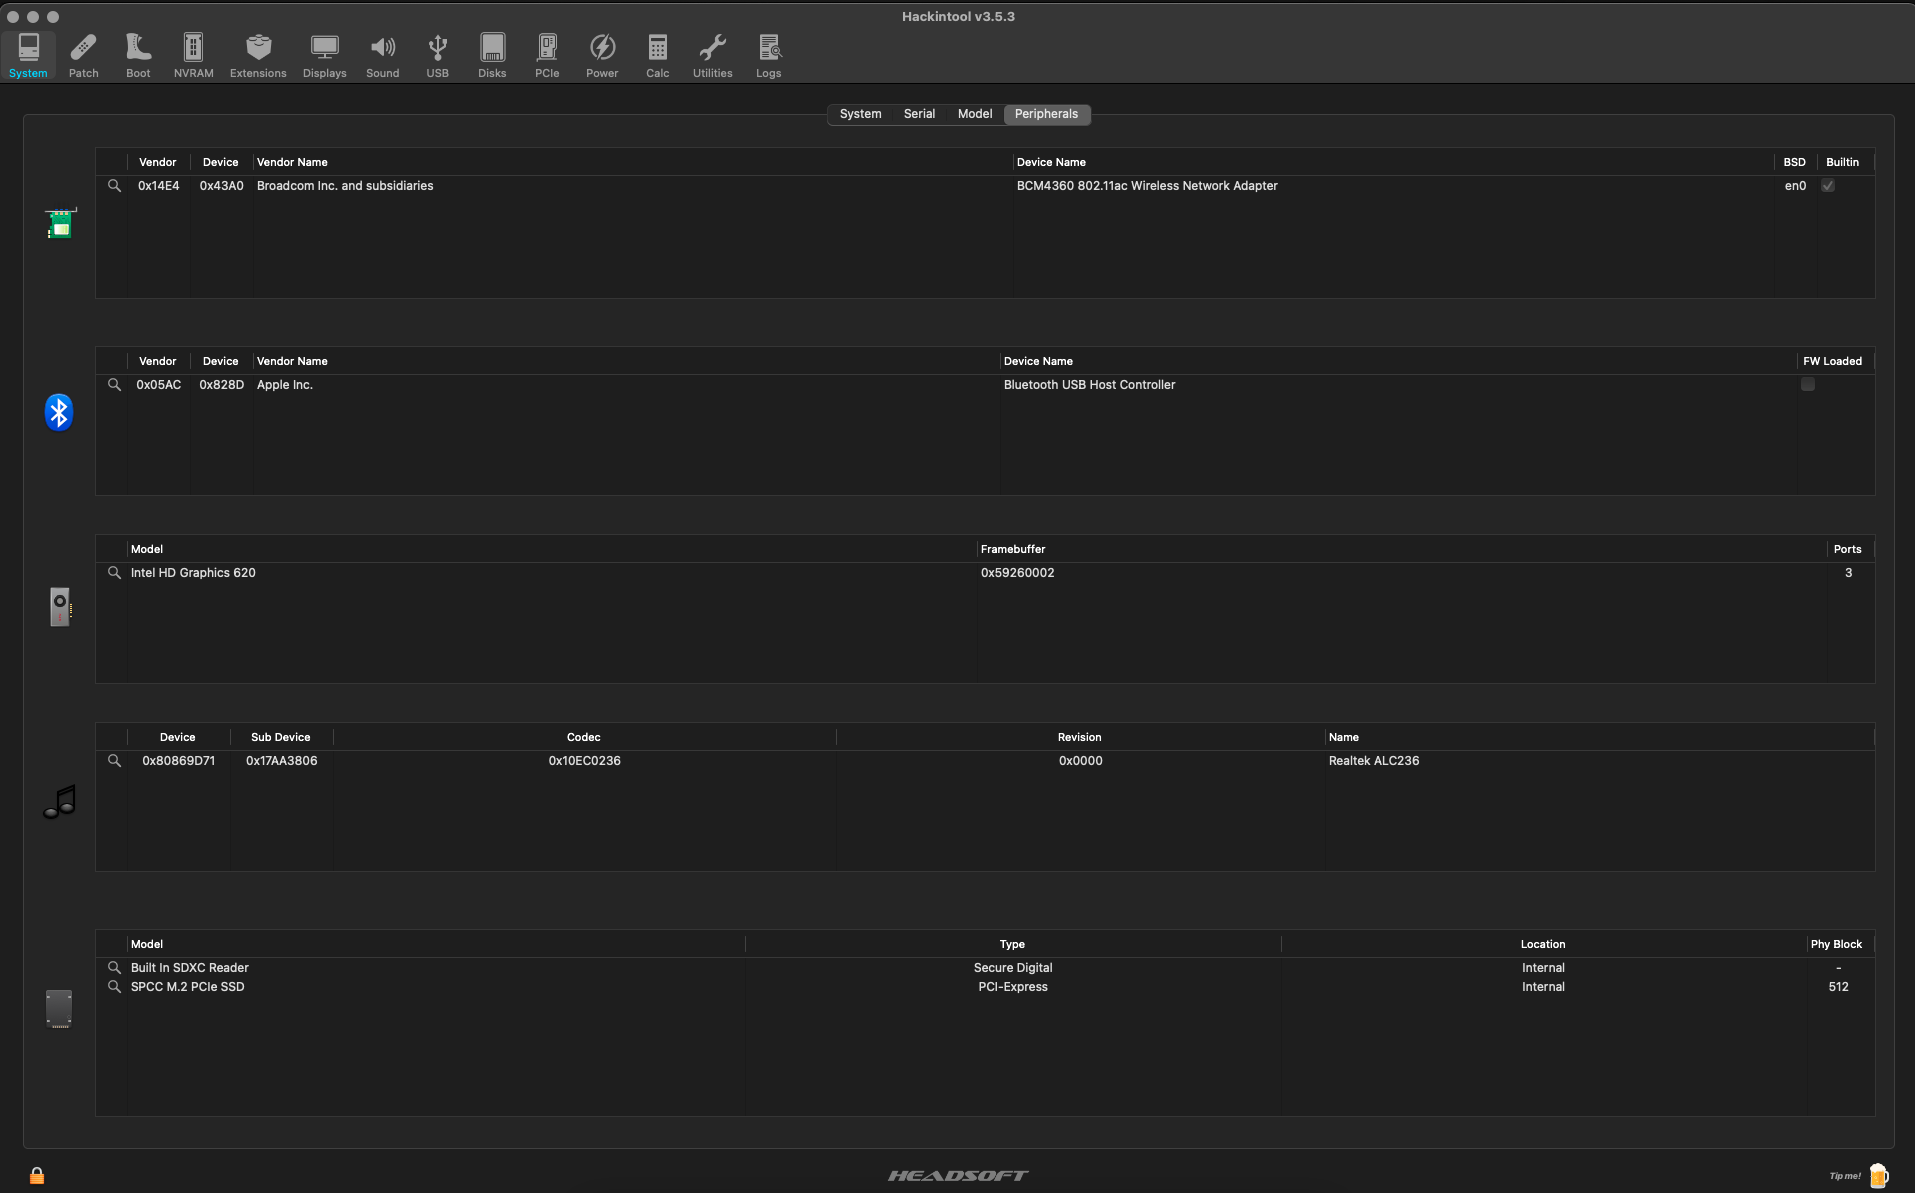 Hackintool v3.5.3
System Patch Boot NVRAM Extensions Displays Sound USB Disks PCIe Power Calc Utilities Logs
System Serial Model Peripherals
Vendor Device Vendor Name Device Name BSD Builtin
0x14E4 0x43A0 Broadcom Inc. and subsidiaries BCM4360 802.11ac Wireless Network Adapter en0
Vendor Device Vendor Name Device Name FW Loaded
0x05AC 0x828D Apple Inc. Bluetooth USB Host Controller
Model Framebuffer Ports
Intel HD Graphics 620 0x59260002 3
Device Sub Device Codec Revision Name
0x80869D71 0x17AA3806 0x10EC0236 0x0000 Realtek ALC236
Model Type Location Phy Block
Built In SDXC Reader Secure Digital Internal -
SPCC M.2 PCIe SSD PCI-Express Internal 512
HEADSOFT
Tip me!